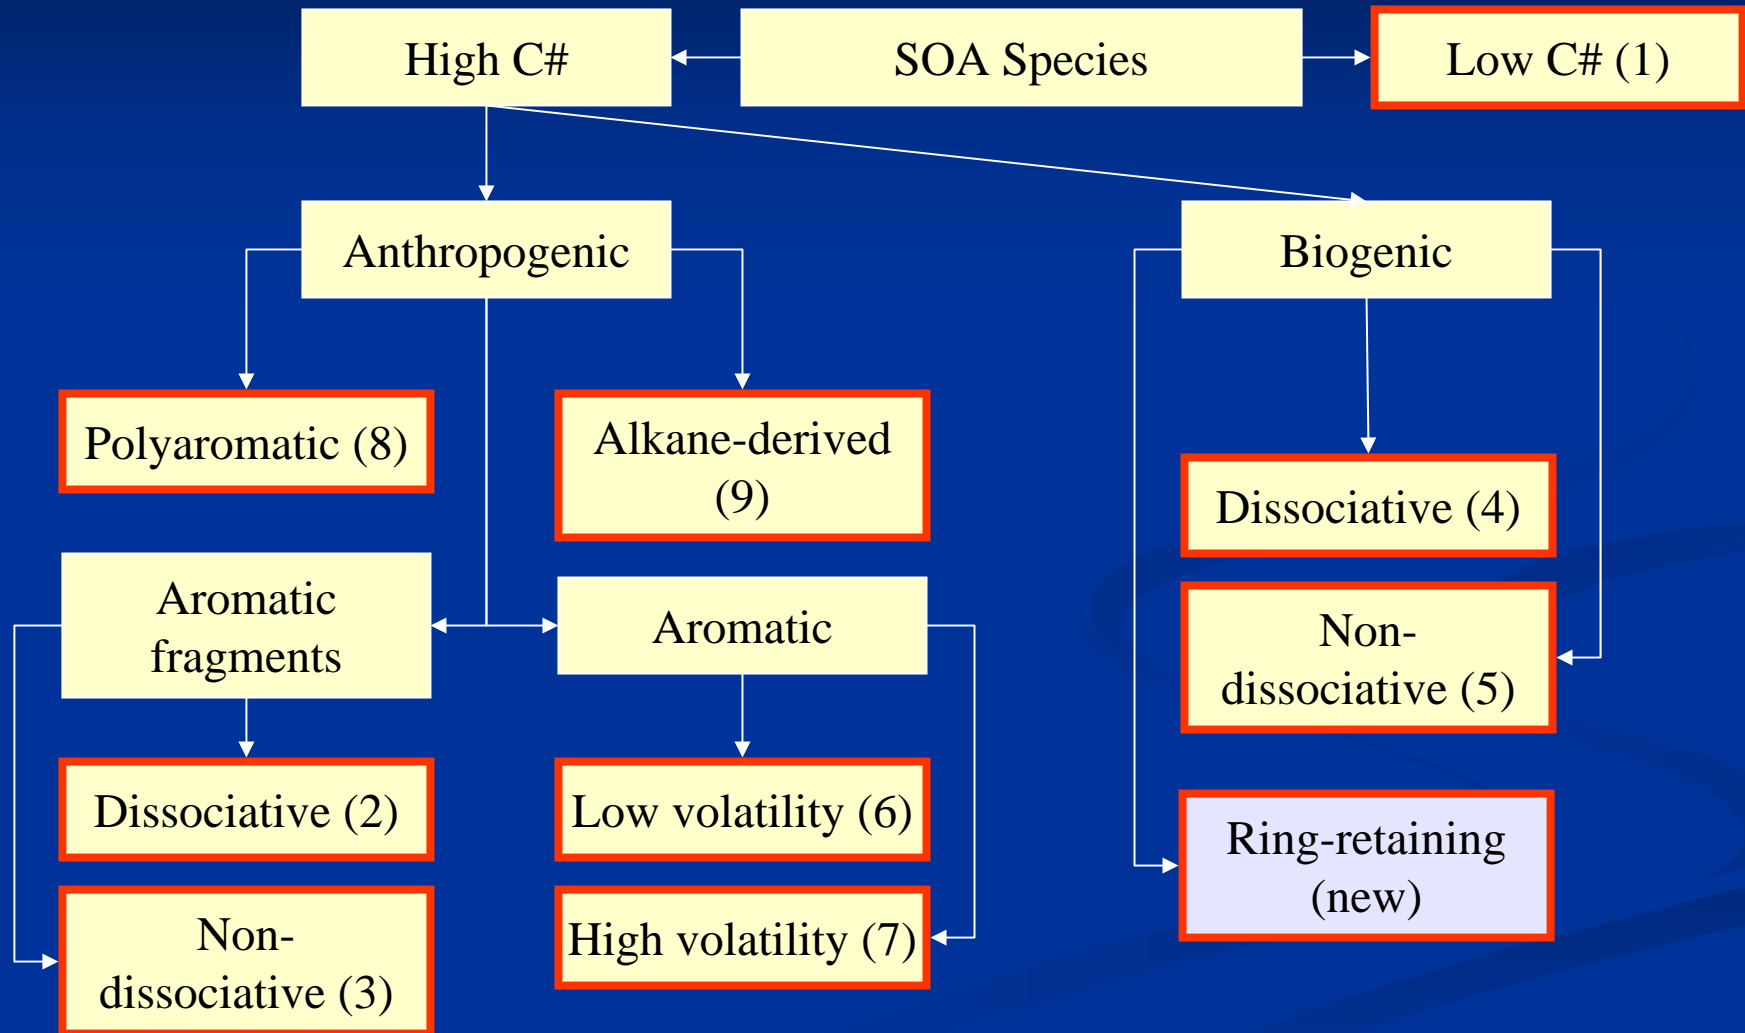 High C#
SOA Species
Low C# (1)
Anthropogenic
Biogenic
Polyaromatic (8)
Alkane-derived
(9)
Dissociative (4)
Aromatic
fragments
Aromatic
Non-
dissociative (5)
Dissociative (2)
Low volatility (6)
Ring-retaining
(new)
Non-
dissociative (3)
High volatility (7)